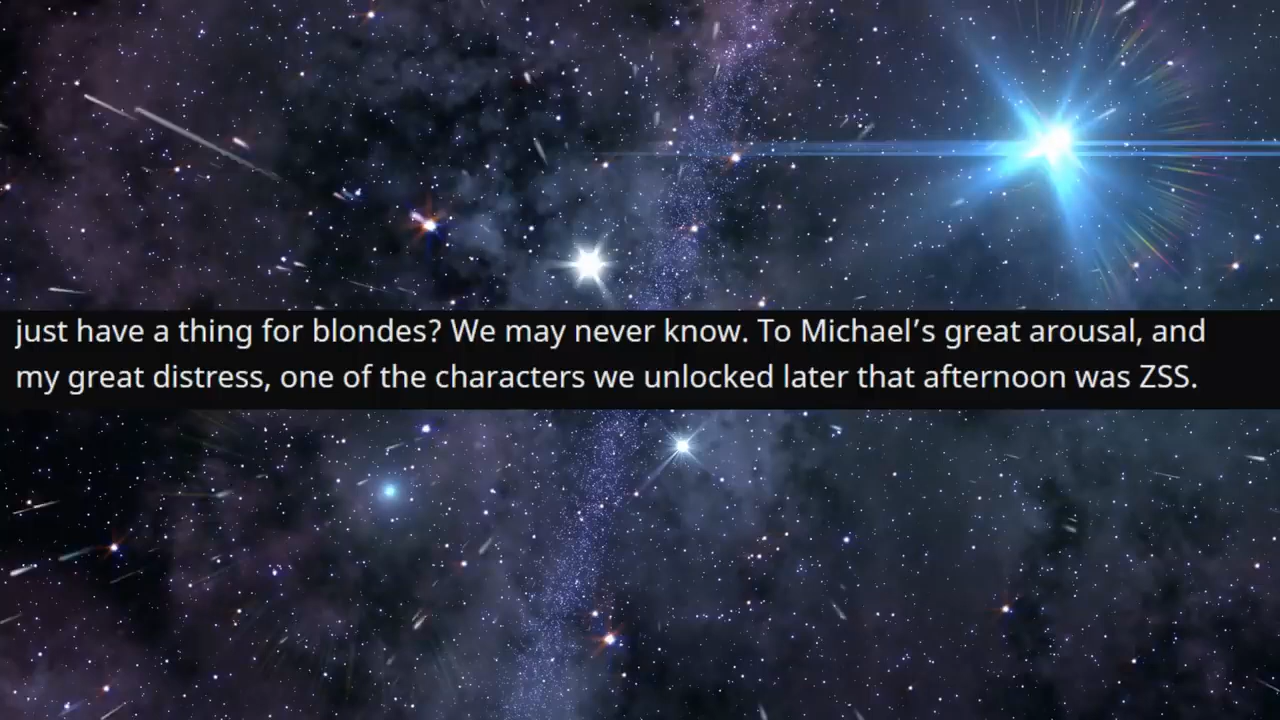 just have a thing for blondes? We may never know. To Michael’s great arousal, and
my great distress, one of the characters we unlocked later that afternoon was ZSS.